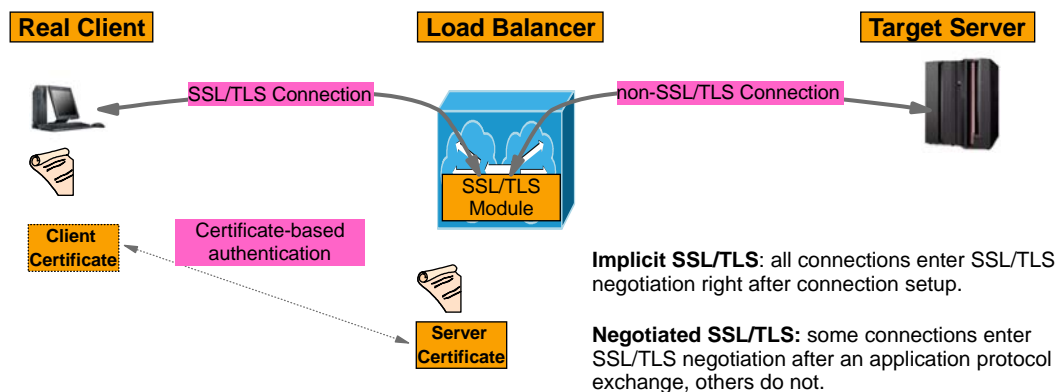 Real Client
Load Balancer
Target Server
SSL/TLS Connection
non-SSL/TLS Connection
SSL/TLS
Module
Client
Certificate
Certificate-based
authentication
Server
Certificate
Implicit SSL/TLS: all connections enter SSL/TLS
negotiation right after connection setup.
Negotiated SSL/TLS: some connections enter
SSL/TLS negotiation after an application protocol
exchange, others do not.